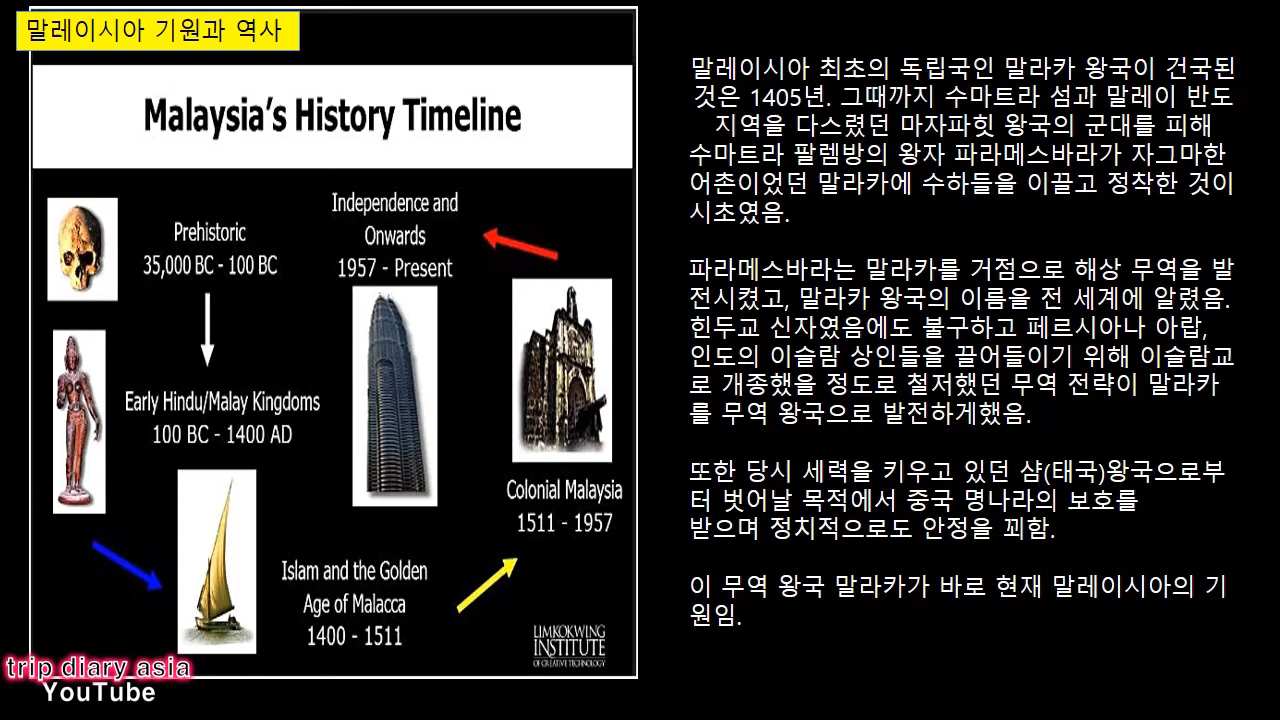 말레이시아 기원과 역사
Malaysia's History Timeline
Prehistoric
35,000 BC - 100 BC
Early Hindu/Malay Kingdoms
100 BC - 1400 AD
Islam and the Golden
Age of Malacca
1400 - 1511
Colonial Malaysia
1511 - 1957
Independence and
Onwards
1957 - Present
LIMKOKWING
INSTITUTE
OF CREATIVE TECHNOLOGY
trip diary asia
YouTube
말레이시아 최초의 독립국인 말라카 왕국이 건국된
것은 1405년. 그때까지 수마트라 섬과 말레이 반도
지역을 다스렸던 마자파힛 왕국의 군대를 피해
수마트라 팔렘방의 왕자 파라메스바라가 자그마한
어촌이었던 말라카에 수하들을 이끌고 정착한 것이
시초였음.
파라메스바라는 말라카를 거점으로 해상 무역을 발
전시켰고, 말라카 왕국의 이름을 전 세계에 알렸음.
힌두교 신자였음에도 불구하고 페르시아나 아랍,
인도의 이슬람 상인들을 끌어들이기 위해 이슬람교
로 개종했을 정도로 철저했던 무역 전략이 말라카
를 무역 왕국으로 발전하게했음.
또한 당시 세력을 키우고 있던 샴(태국)왕국으로부
터 벗어날 목적에서 중국 명나라의 보호를
받으며 정치적으로도 안정을 꾀함.
이 무역 왕국 말라카가 바로 현재 말레이시아의 기
원임.